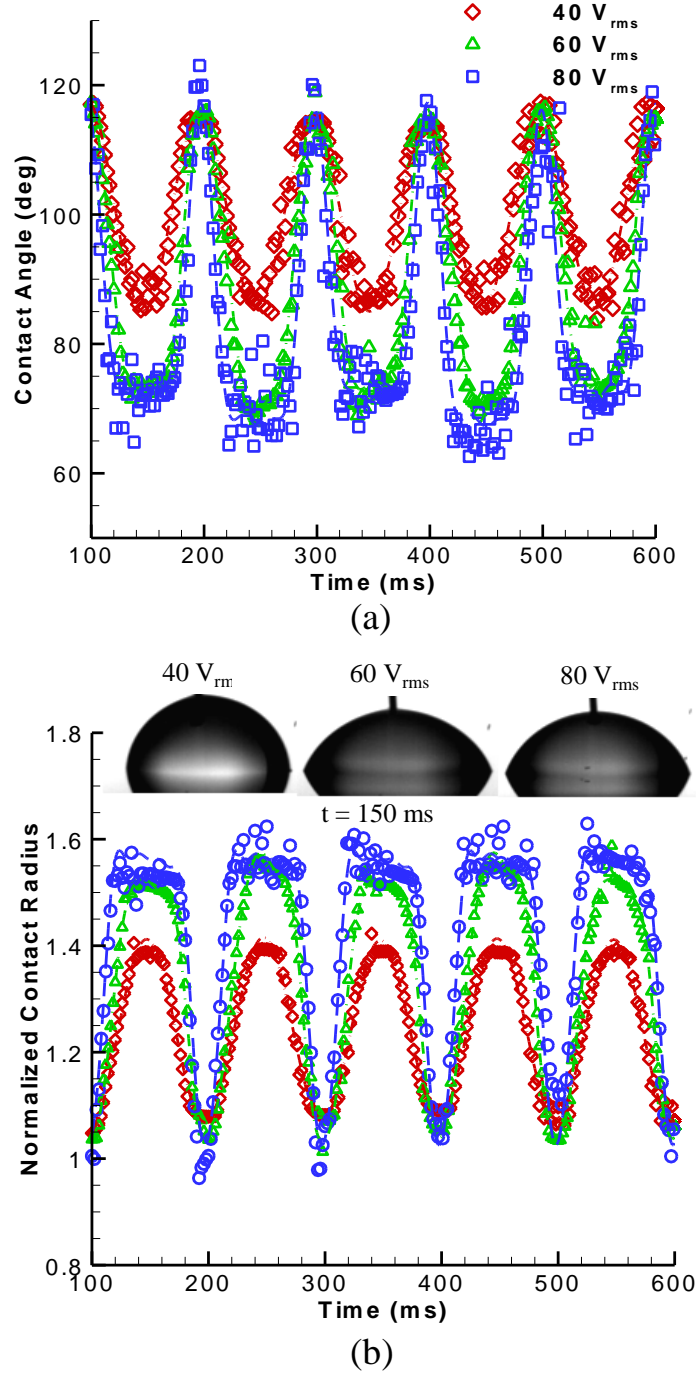 40 Vrms
60 Vrms
80 Vrms
120
100
80
60
Contact Angle (deg)
100 200 300 400 500 600
Time (ms)
(a)
40 Vrm
60 Vrms
80 Vrms
t = 150 ms
1.8
1.6
1.4
1.2
1
0.8
Normalized Contact Radius
100 200 300 400 500 600
Time (ms)
(b)